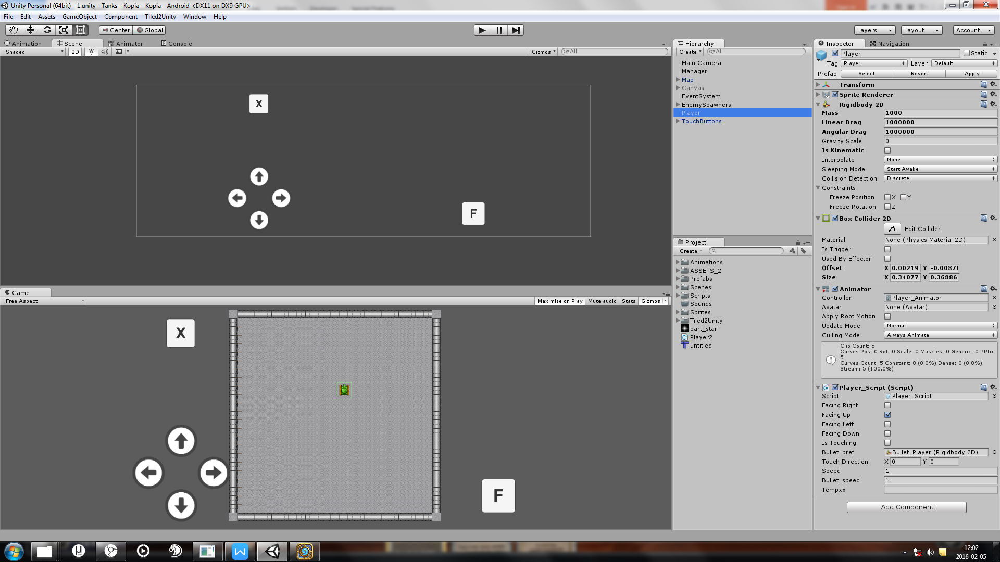 Unity Personal (64bit) - 1.unity - Tanks - Kopia - Kopia - Android <DX11 on DX9 GPU>
File Edit Assets GameObject Component Tiled2Unity Window Help
Center Global Layers Layout Account
Animation Scene Animator Console
Shaded 2D Gizmos All
X
F
Game
Free Aspect Maximize on Play Mute audio Stats Gizmos
X
F
Hierarchy
Create All
Main Camera
Manager
Map
Canvas
EventSystem
EnemySpawners
Player
TouchButtons
Project
Create
Animations
ASSETS_2
Prefabs
Scenes
Scripts
Sounds
Sprites
Tiled2Unity
part_star
Player2
untitled
Inspector Navigation
Player Static
Tag Player Layer Default
Prefab Select Revert Apply
Transform
Sprite Renderer
Rigidbody 2D
Mass 1000
Linear Drag 1000000
Angular Drag 1000000
Gravity Scale 0
Is Kinematic
Interpolate None
Sleeping Mode Start Awake
Collision Detection Discrete
Constraints
Freeze Position X Y
Freeze Rotation Z
Box Collider 2D
Edit Collider
Material None (Physics Material 2D)
Is Trigger
Used By Effector
Offset X 0.00219 Y -0.0087
Size X 0.34077 Y 0.36886
Animator
Controller Player_Animator
Avatar None (Avatar)
Apply Root Motion
Update Mode Normal
Culling Mode Always Animate
Clip Count: 5
Curves Pos: 0 Rot: 0 Scale: 0 Muscles: 0 Generic: 0 PPtr:
5
Curves Count: 5 Constant: 0 (0.0%) Dense: 0 (0.0%)
Stream: 5 (100.0%)
Player_Script (Script)
Script Player_Script
Facing Right
Facing Up
Facing Left
Facing Down
Is Touching
Bullet_pref Bullet_Player (Rigidbody 2D)
Touch Direction X 0 Y 0
Speed 1
Bullet_speed 1
Tempxx
Add Component
12:02
2016-02-05